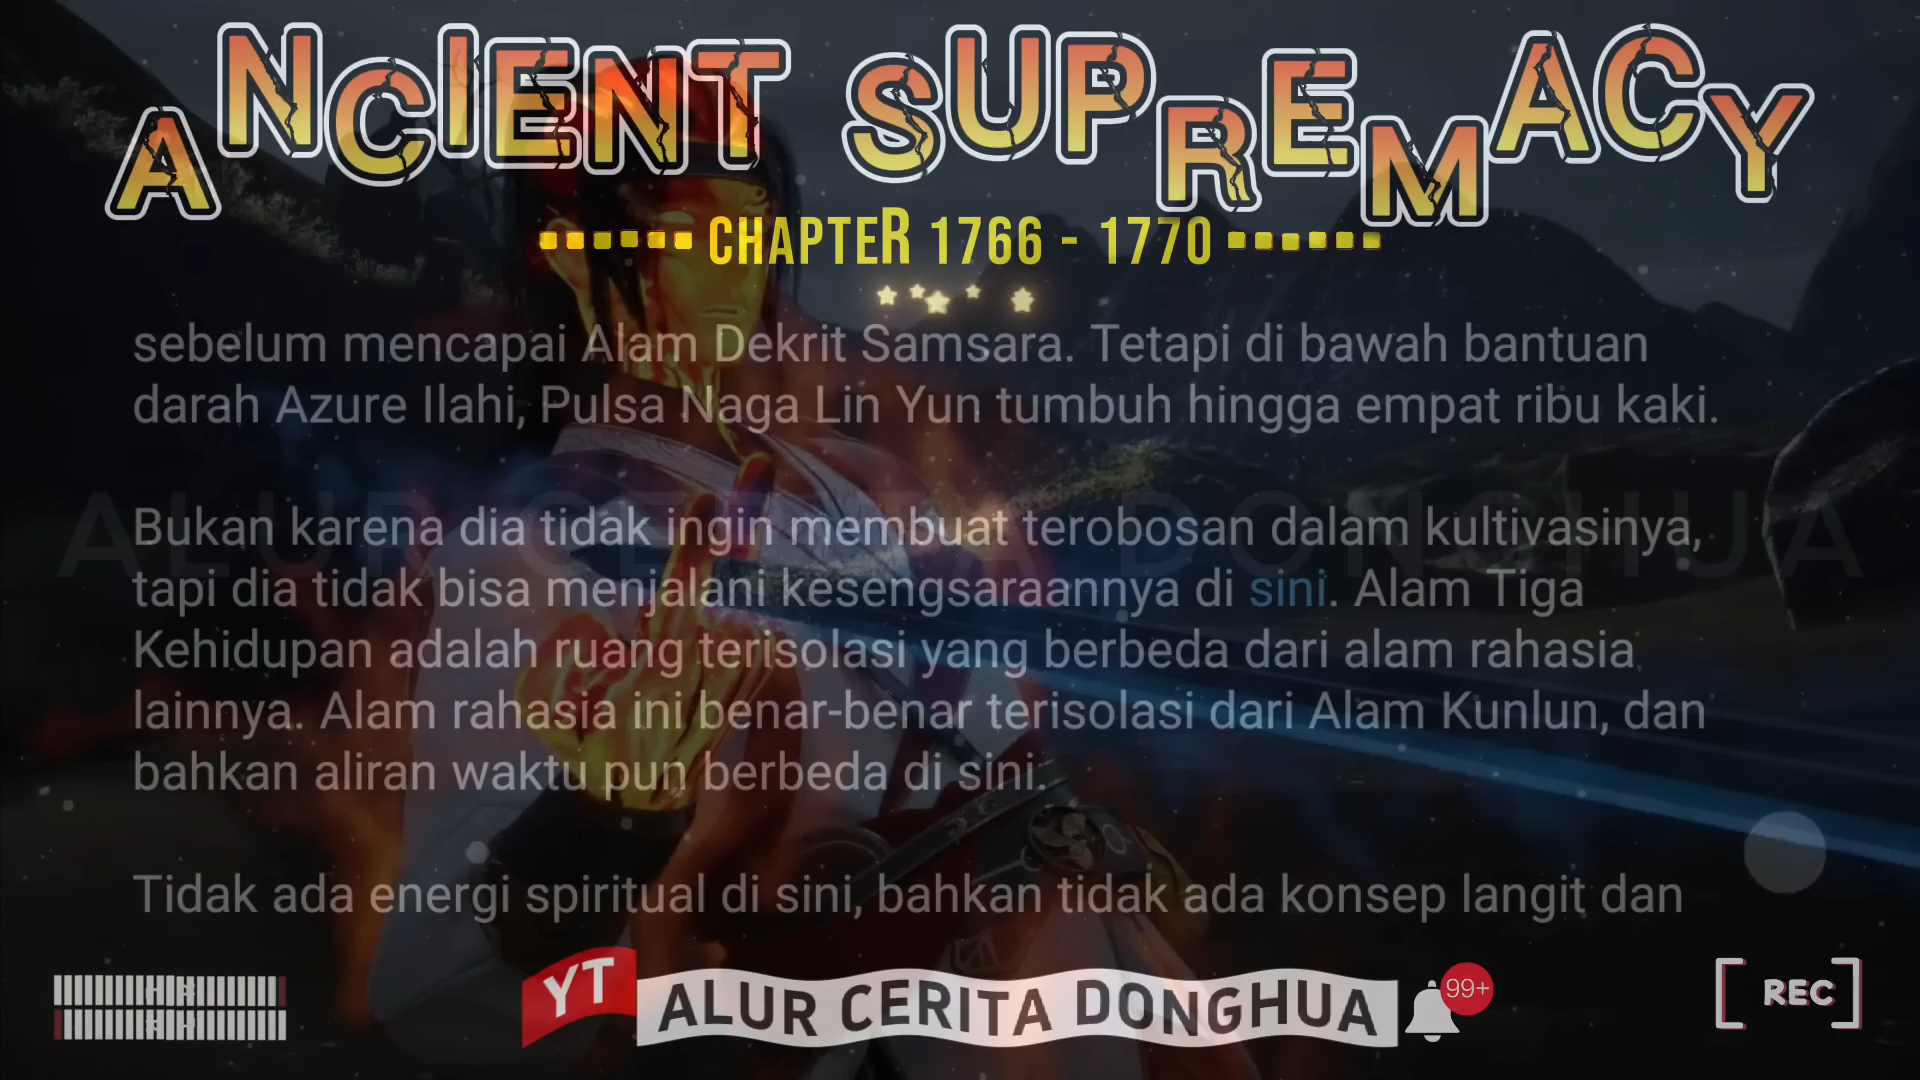 ANCIENT SUPREMACY
CHAPTER 1766 - 1770
sebelum mencapai Alam Dekrit Samsara. Tetapi di bawah bantuan
darah Azure Ilahi, Pulsa Naga Lin Yun tumbuh hingga empat ribu kaki.
Bukan karena dia tidak ingin membuat terobosan dalam kultivasinya,
tapi dia tidak bisa menjalani kesengsaraannya di sini. Alam Tiga
Kehidupan adalah ruang terisolasi yang berbeda dari alam rahasia
lainnya. Alam rahasia ini benar-benar terisolasi dari Alam Kunlun, dan
bahkan aliran waktu pun berbeda di sini.
Tidak ada energi spiritual di sini, bahkan tidak ada konsep langit dan
ALUR CERITA DONGHUA
YT ALUR CERITA DONGHUA 99+
REC